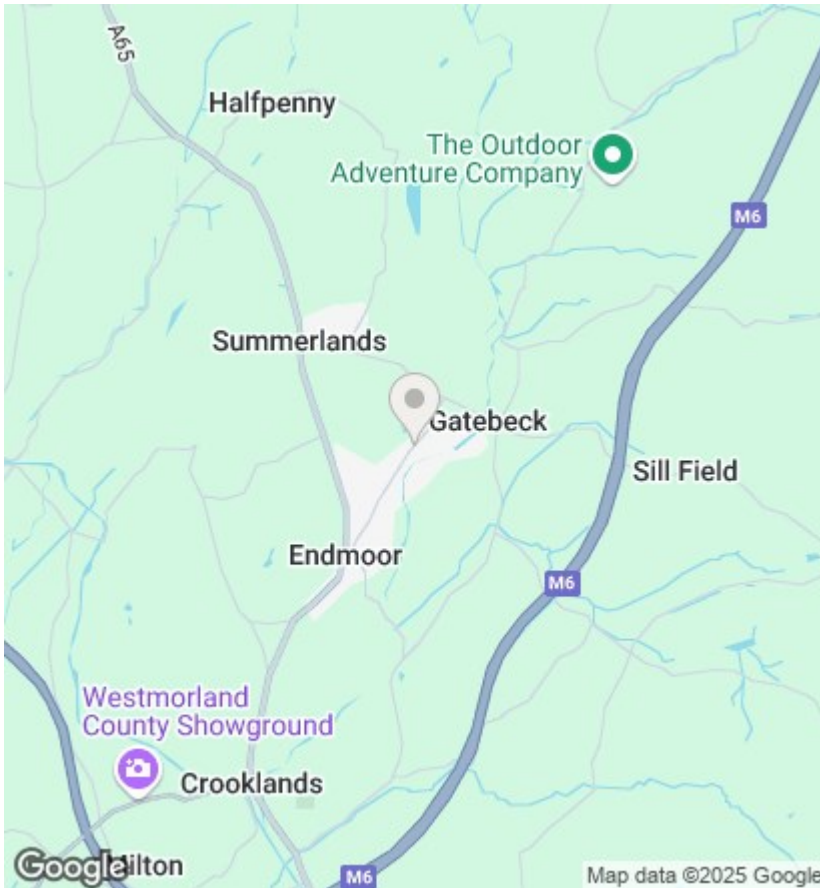 A65
Halfpenny
The Outdoor
Adventure Company
M6
Summerlands
Gatebeck
Sill Field
Endmoor
M6
Westmorland
County Showground
Crooklands
Milton
Google
M6
Map data ©2025 Google